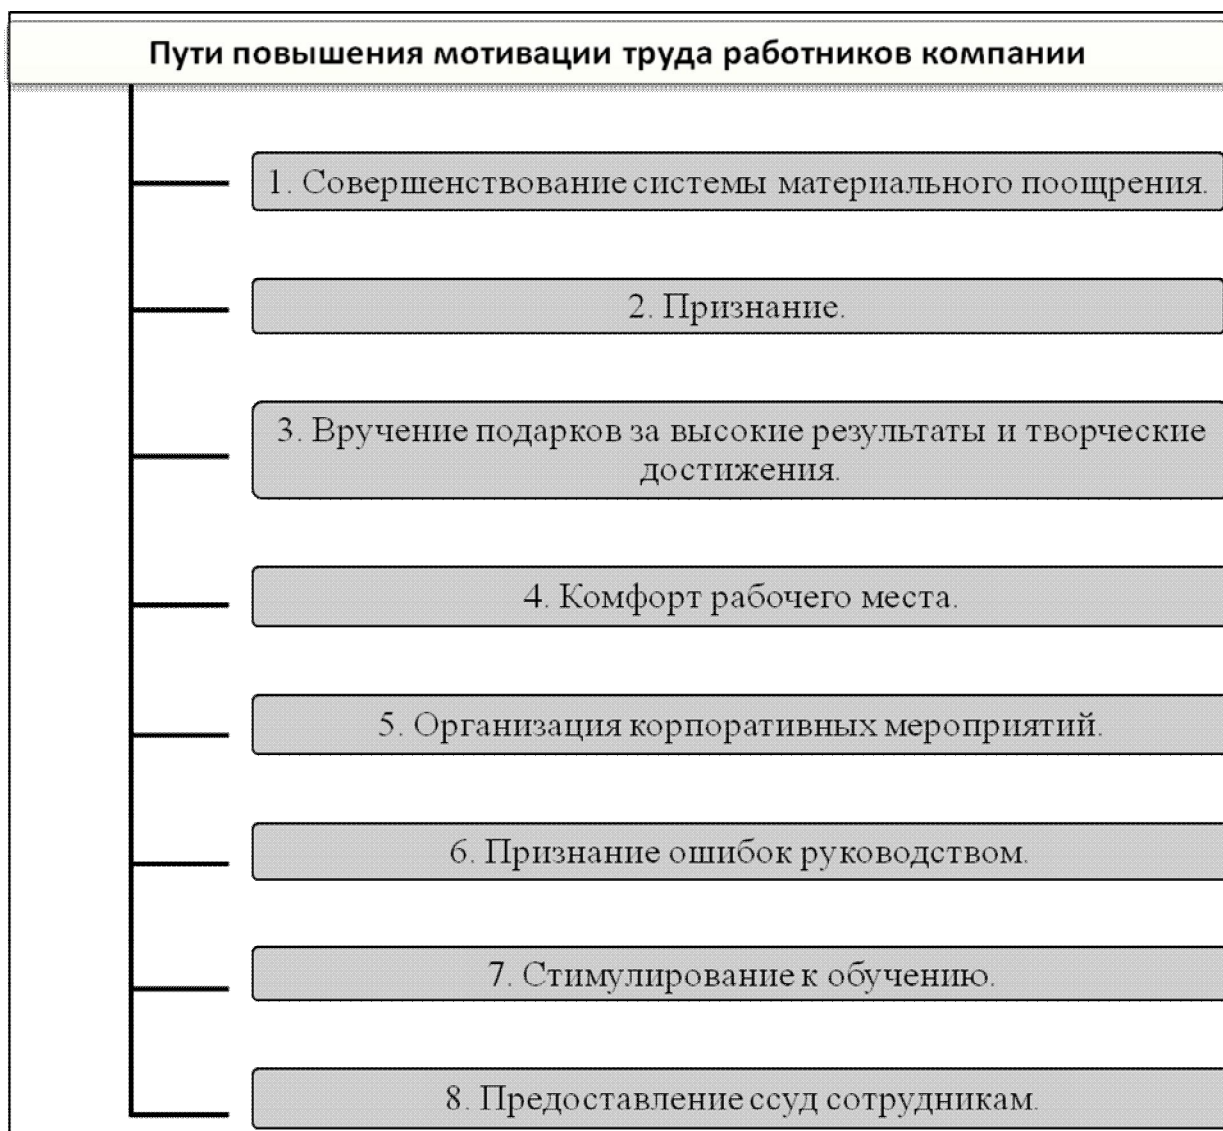 Пути повышения мотивации труда работников компании
1. Совершенствование системы материального поощрения.
2. Признание.
3. Вручение подарков за высокие результаты и творческие
достижения.
4. Комфорт рабочего места.
5. Организация корпоративных мероприятий.
6. Признание ошибок руководством.
7. Стимулирование к обучению.
8. Предоставление ссуд сотрудникам.